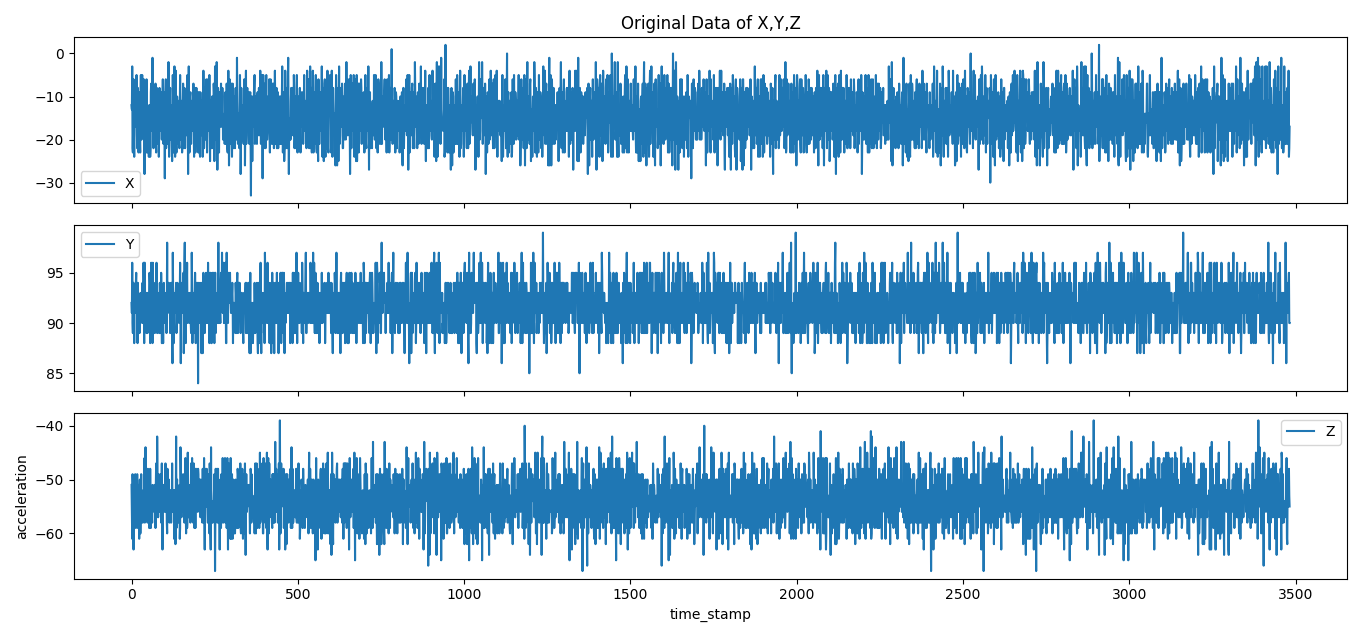 Original Data of X,Y,Z
0
−10
−20
−30
X
95
90
85
Y
−40
−50
−60
Z
acceleration
0 500 1000 1500 2000 2500 3000 3500
time_stamp